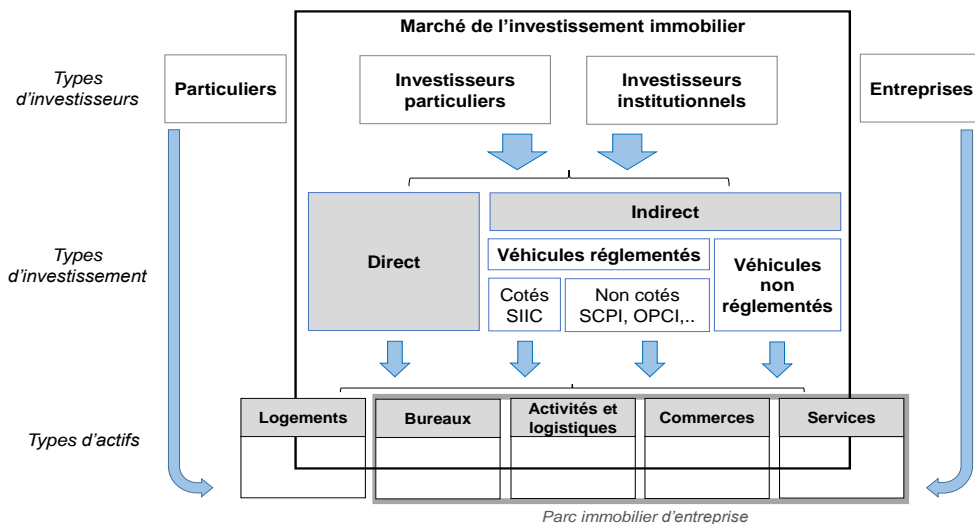 Marché de l'investissement immobilier
Types
d'investisseurs
Particuliers
Investisseurs
particuliers
Investisseurs
institutionnels
Entreprises
Types
d'investissement
Direct
Indirect
Véhicules réglementés
Cotés
SIIC
Non cotés
SCPI, OPCI,..
Véhicules
non
réglementés
Types d'actifs
Logements
Bureaux
Activités et
logistiques
Commerces
Services
Parc immobilier d'entreprise